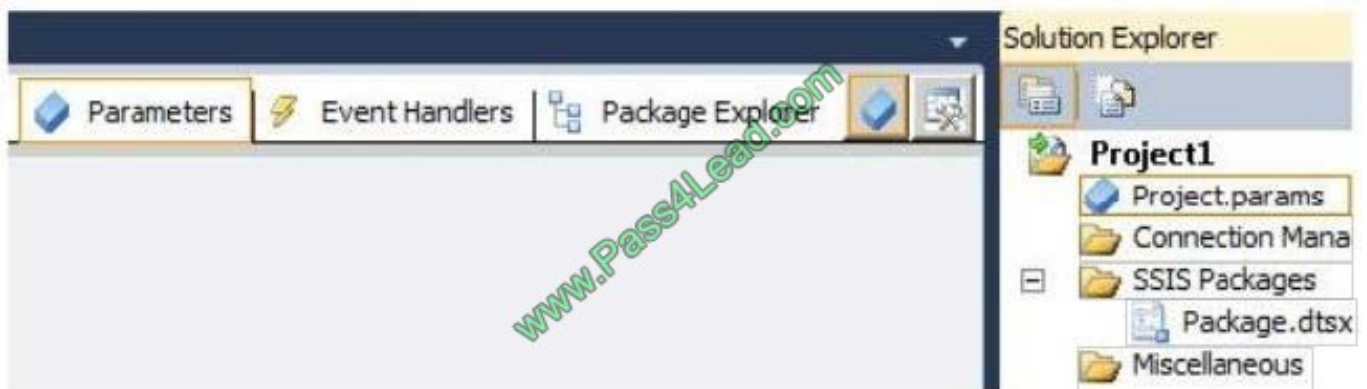 Solution Explorer
Parameters
Event Handlers
Package Explorer
www.Pass4Lead.com
Project1
Project.params
Connection Mana
SSIS Packages
Package.dtsx
Miscellaneous